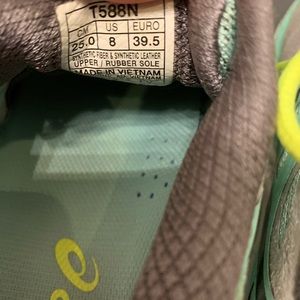 T588N
CM US EURO
25.0 8 39.5
SYNTHETIC FIBER & SYNTHETIC LEATHER
UPPER / RUBBER SOLE
MADE IN VIETNAM